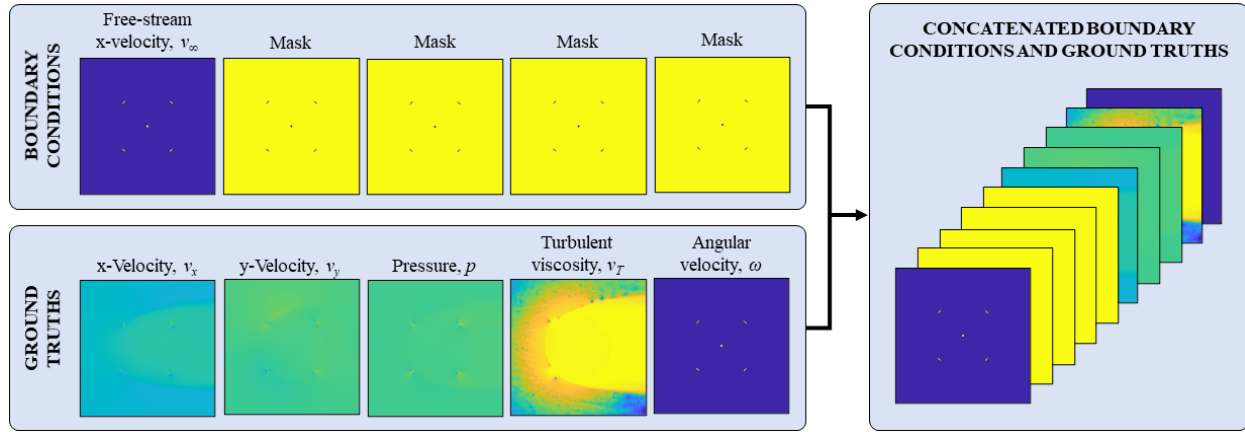 BOUNDARY
CONDITIONS
Free-stream
x-velocity, v∞
Mask
Mask
Mask
Mask
GROUND
TRUTHS
x-Velocity, vx
y-Velocity, vy
Pressure, p
Turbulent
viscosity, vT
Angular
velocity, ω
CONCATENATED BOUNDARY
CONDITIONS AND GROUND TRUTHS